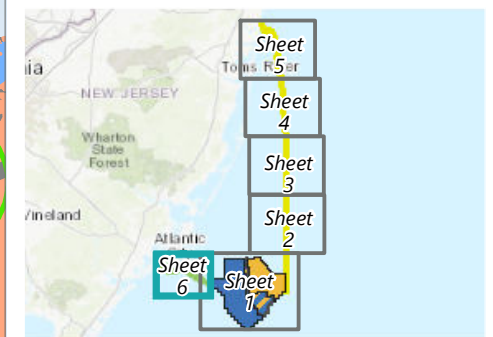 Sheet
5
Toms River
ia
NEW JERSEY
Sheet
4
Wharton
State
Forest
Sheet
3
Vineland
Sheet
2
Atlantic
Sheet
6
Sheet
1